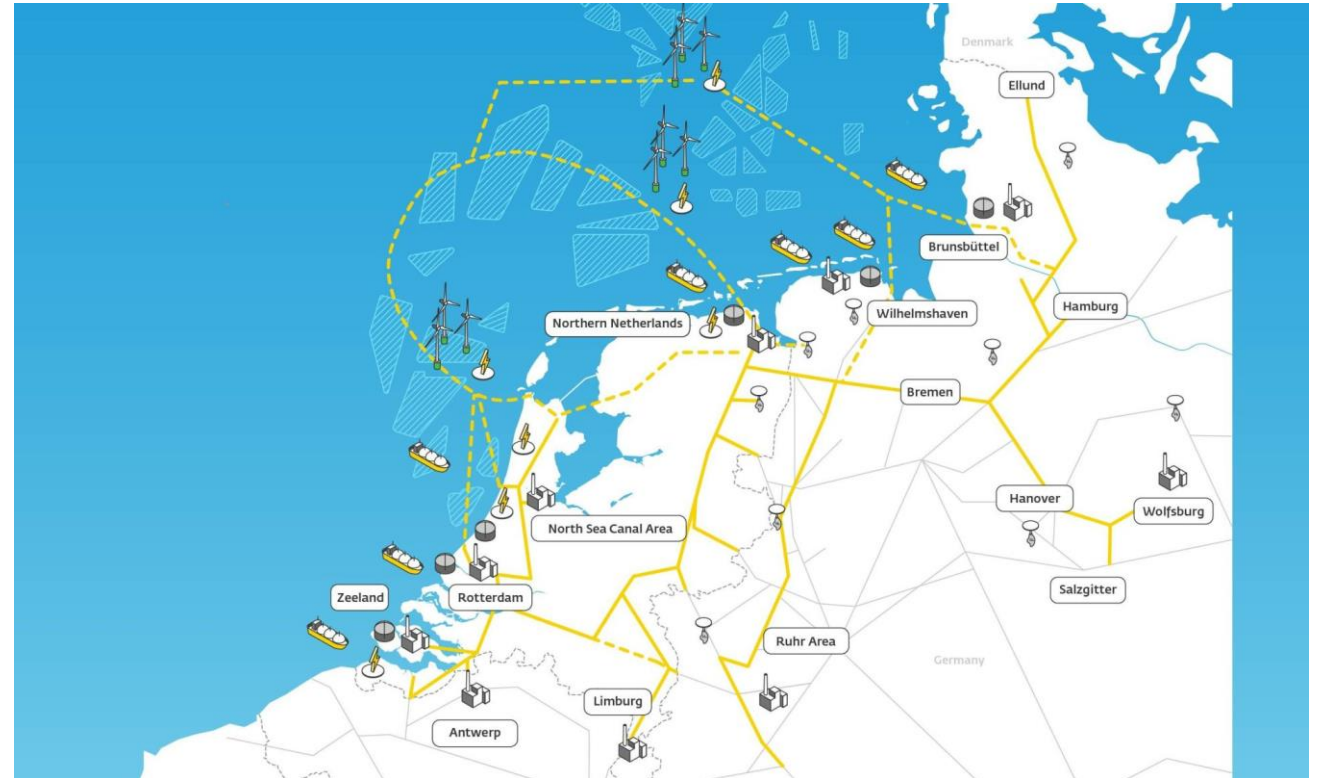 Denmark
Ellund
Brunsbüttel
Hamburg
Northern Netherlands
Wilhelmshaven
Bremen
Hanover
Wolfsburg
North Sea Canal Area
Zeeland
Rotterdam
Salzgitter
Ruhr Area
Germany
Limburg
Antwerp